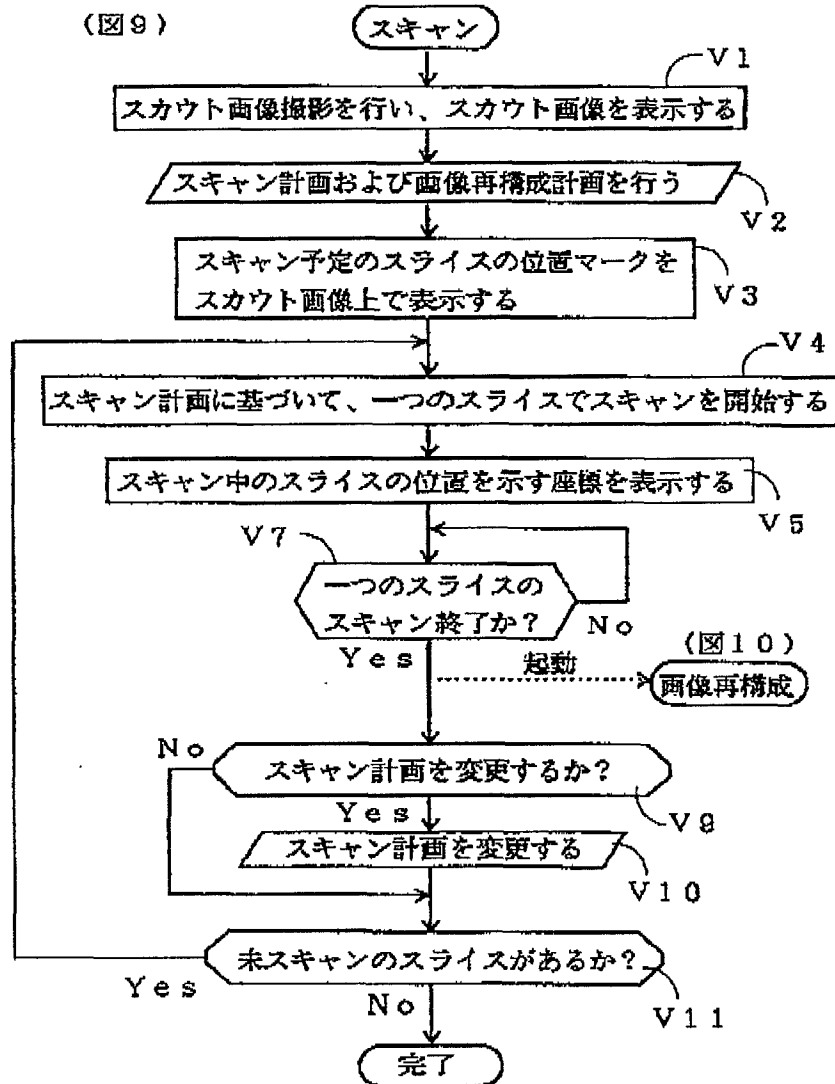 (図9)
スキャン
V1
スカウト画像撮影を行い、スカウト画像を表示する
スキャン計画および画像再構成計画を行う
V2
スキャン予定のスライスの位置マークを
スカウト画像上で表示する
V3
V4
スキャン計画に基づいて、一つのスライスでスキャンを開始する
スキャン中のスライスの位置を示す座標を表示する
V5
V7
一つのスライスの
スキャン終了か?
No
Yes
起動
(図10)
画像再構成
No
スキャン計画を変更するか?
Yes
V9
スキャン計画を変更する
V10
未スキャンのスライスがあるか?
Yes
No
V11
完了